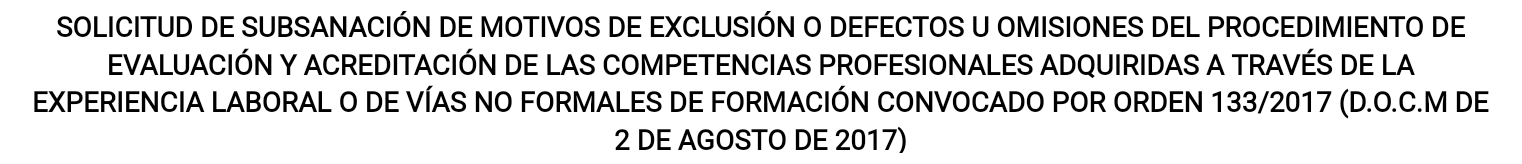 SOLICITUD DE SUBSANACIÓN DE MOTIVOS DE EXCLUSIÓN O DEFECTOS U OMISIONES DEL PROCEDIMIENTO DE
EVALUACIÓN Y ACREDITACIÓN DE LAS COMPETENCIAS PROFESIONALES ADQUIRIDAS A TRAVÉS DE LA
EXPERIENCIA LABORAL O DE VÍAS NO FORMALES DE FORMACIÓN CONVOCADO POR ORDEN 133/2017 (D.O.C.M DE
2 DE AGOSTO DE 2017)